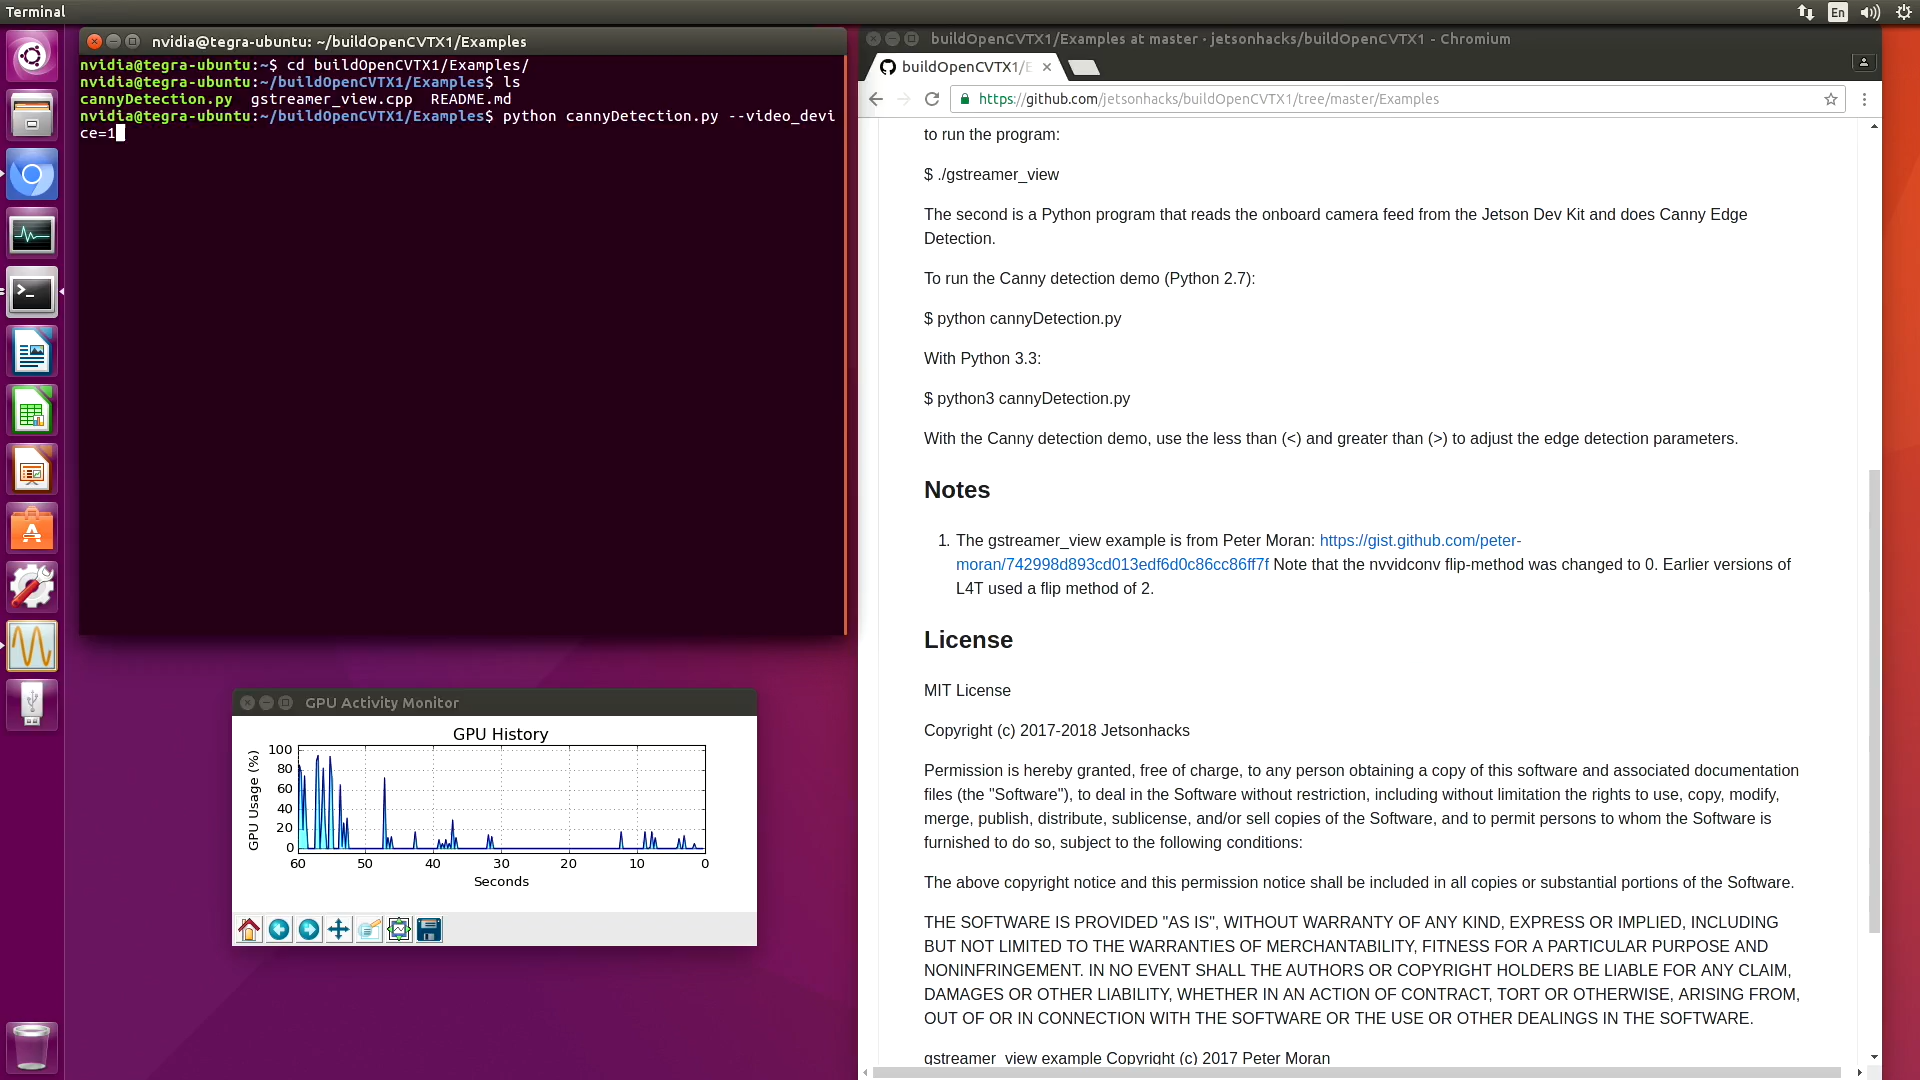 Terminal
En
nvidia@tegra-ubuntu: ~/buildOpenCVTX1/Examples
nvidia@tegra-ubuntu:~$ cd buildOpenCVTX1/Examples/
nvidia@tegra-ubuntu:~/buildOpenCVTX1/Examples$ ls
cannyDetection.py  gstreamer_view.cpp  README.md
nvidia@tegra-ubuntu:~/buildOpenCVTX1/Examples$ python cannyDetection.py --video_devi
ce=1
GPU Activity Monitor
GPU History
GPU Usage (%)
100
80
60
40
20
0
60 50 40 30 20 10 0
Seconds
buildOpenCVTX1/Examples at master · jetsonhacks/buildOpenCVTX1 - Chromium
buildOpenCVTX1/E
https://github.com/jetsonhacks/buildOpenCVTX1/tree/master/Examples
to run the program:
$ ./gstreamer_view
The second is a Python program that reads the onboard camera feed from the Jetson Dev Kit and does Canny Edge
Detection.
To run the Canny detection demo (Python 2.7):
$ python cannyDetection.py
With Python 3.3:
$ python3 cannyDetection.py
With the Canny detection demo, use the less than (<) and greater than (>) to adjust the edge detection parameters.
Notes
1. The gstreamer_view example is from Peter Moran: https://gist.github.com/peter-
moran/742998d893cd013edf6d0c86cc86ff7f Note that the nvvidconv flip-method was changed to 0. Earlier versions of
L4T used a flip method of 2.
License
MIT License
Copyright (c) 2017-2018 Jetsonhacks
Permission is hereby granted, free of charge, to any person obtaining a copy of this software and associated documentation
files (the "Software"), to deal in the Software without restriction, including without limitation the rights to use, copy, modify,
merge, publish, distribute, sublicense, and/or sell copies of the Software, and to permit persons to whom the Software is
furnished to do so, subject to the following conditions:
The above copyright notice and this permission notice shall be included in all copies or substantial portions of the Software.
THE SOFTWARE IS PROVIDED "AS IS", WITHOUT WARRANTY OF ANY KIND, EXPRESS OR IMPLIED, INCLUDING
BUT NOT LIMITED TO THE WARRANTIES OF MERCHANTABILITY, FITNESS FOR A PARTICULAR PURPOSE AND
NONINFRINGEMENT. IN NO EVENT SHALL THE AUTHORS OR COPYRIGHT HOLDERS BE LIABLE FOR ANY CLAIM,
DAMAGES OR OTHER LIABILITY, WHETHER IN AN ACTION OF CONTRACT, TORT OR OTHERWISE, ARISING FROM,
OUT OF OR IN CONNECTION WITH THE SOFTWARE OR THE USE OR OTHER DEALINGS IN THE SOFTWARE.
gstreamer_view example Copyright (c) 2017 Peter Moran